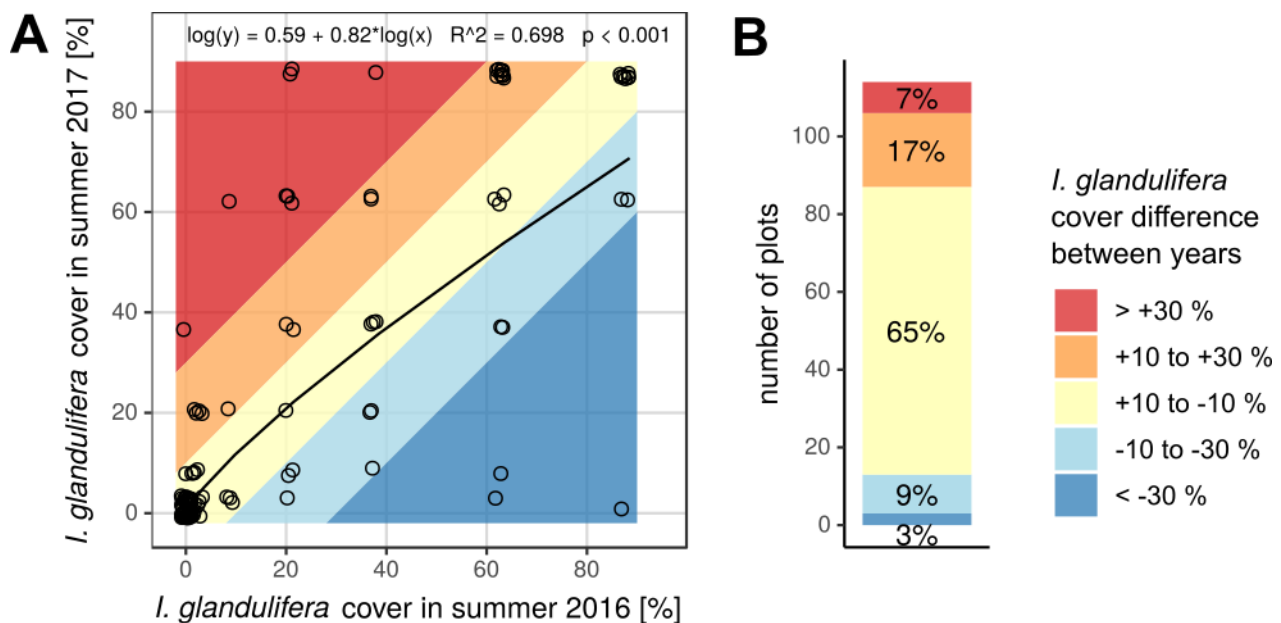 A
log(y) = 0.59 + 0.82*log(x) R^2 = 0.698 p < 0.001
I. glandulifera cover in summer 2017 [%]
80
60
40
20
0
0 20 40 60 80
I. glandulifera cover in summer 2016 [%]
B
number of plots
100
80
60
40
20
0
7%
17%
65%
9%
3%
I. glandulifera
cover difference
between years
> +30 %
+10 to +30 %
+10 to -10 %
-10 to -30 %
< -30 %